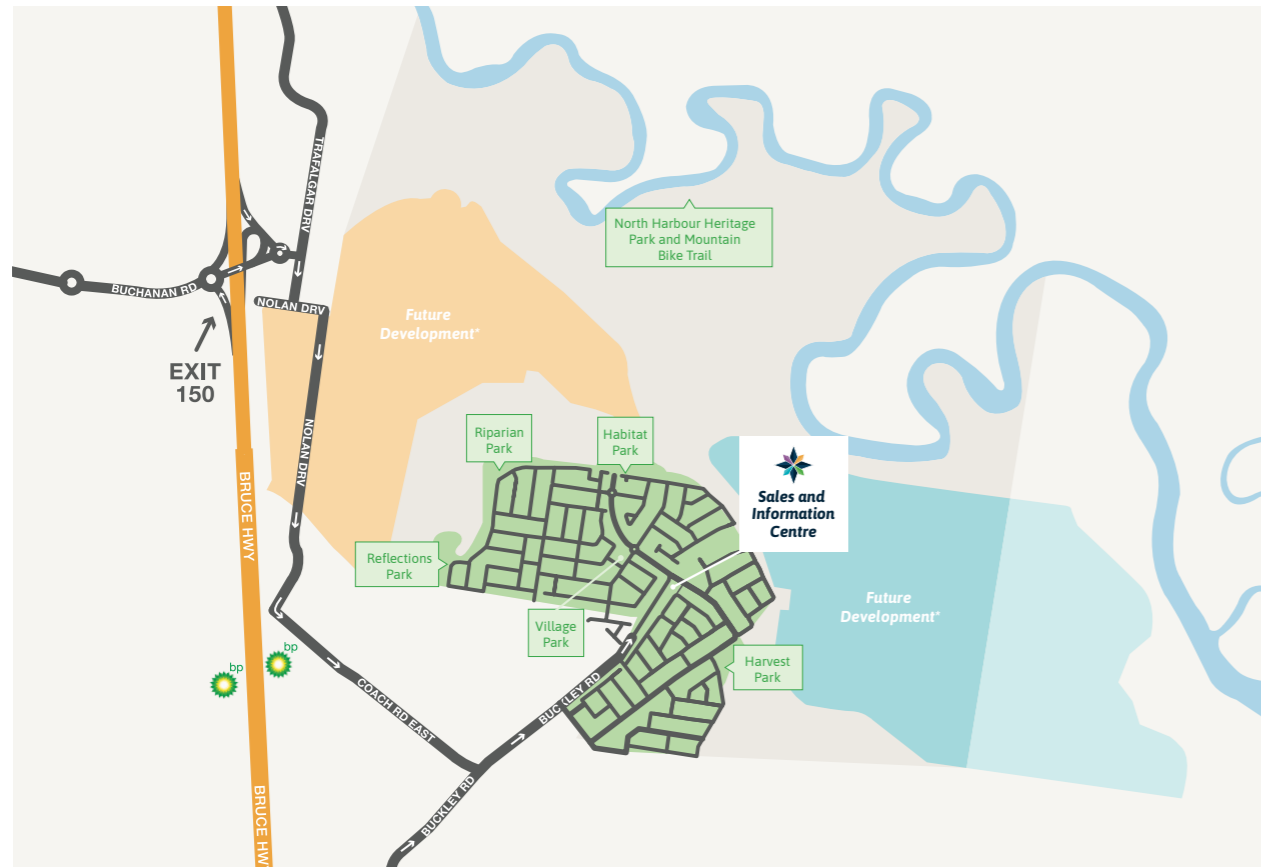 TRAFALGAR DRV
North Harbour Heritage
Park and Mountain
Bike Trail
BUCHANAN RD
NOLAN DRV
Future
Development*
EXIT
150
NOLAN DRV
Riparian
Park
Habitat
Park
BRUCE HWY
Sales and
Information
Centre
Reflections
Park
Future
Development*
Village
Park
Harvest
Park
bp
bp
COACH RD EAST
BUCKLEY RD
BUCKLEY RD
BRUCE HWY